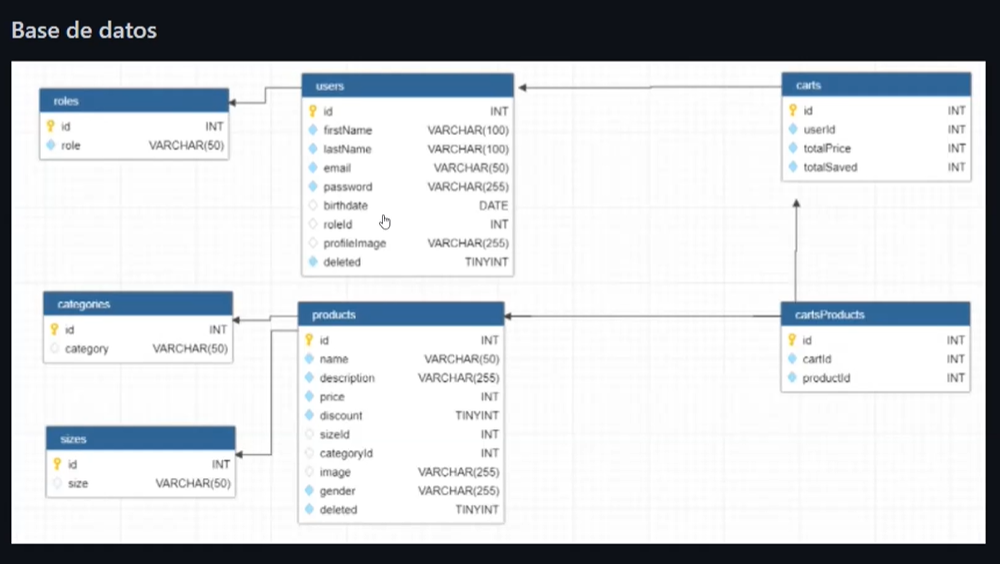 Base de datos
roles
id INT
role VARCHAR(50)
users
id INT
firstName VARCHAR(100)
lastName VARCHAR(100)
email VARCHAR(50)
password VARCHAR(255)
birthdate DATE
roleId INT
profileImage VARCHAR(255)
deleted TINYINT
carts
id INT
userId INT
totalPrice INT
totalSaved INT
categories
id INT
category VARCHAR(50)
products
id INT
name VARCHAR(50)
description VARCHAR(255)
price INT
discount TINYINT
sizeId INT
categoryId INT
image VARCHAR(255)
gender VARCHAR(255)
deleted TINYINT
cartsProducts
id INT
cartId INT
productId INT
sizes
id INT
size VARCHAR(50)